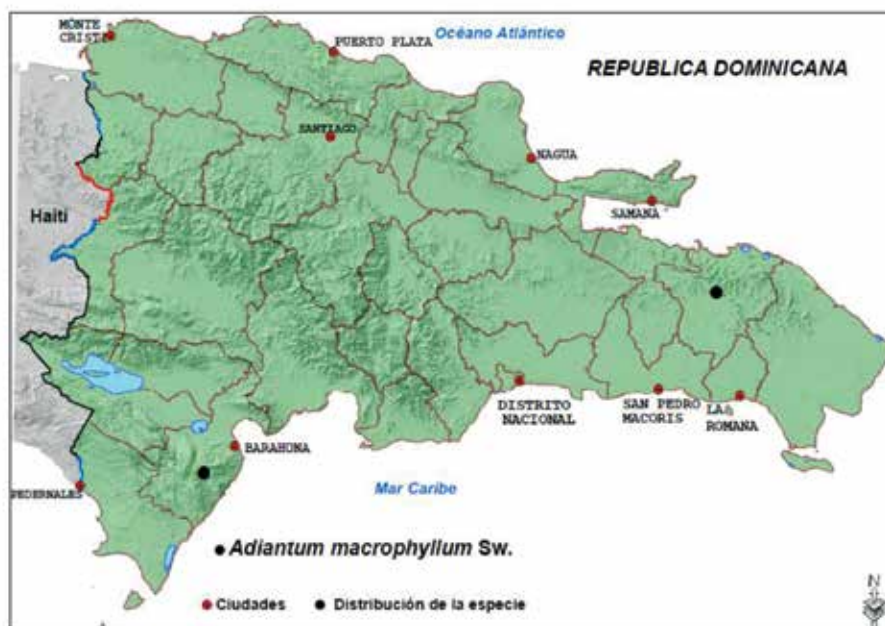 MONTE
CRISTI
PUERTO PLATA
Océano Atlántico
REPUBLICA DOMINICANA
SANTIAGO
NAGUA
SAMANA
Haiti
DISTRITO
NACIONAL
SAN PEDRO
MACORIS
LA
ROMANA
BARAHONA
PEDERNALES
Mar Caribe
Adiantum macrophyllum Sw.
Ciudades
Distribución de la especie
N